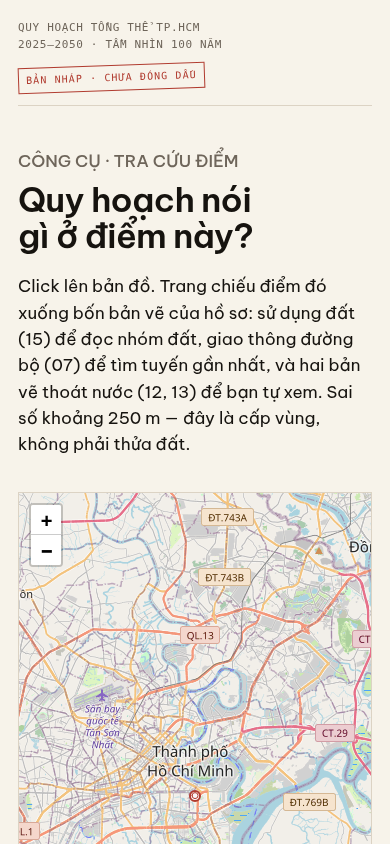 QUY HOẠCH TỔNG THỂ TP.HCM
2025—2050 · TẦM NHÌN 100 NĂM
BẢN NHÁP · CHƯA ĐÓNG DẤU
CÔNG CỤ · TRA CỨU ĐIỂM
Quy hoạch nói
gì ở điểm này?
Click lên bản đồ. Trang chiếu điểm đó
xuống bốn bản vẽ của hồ sơ: sử dụng đất
(15) để đọc nhóm đất, giao thông đường
bộ (07) để tìm tuyến gần nhất, và hai bản
vẽ thoát nước (12, 13) để bạn tự xem. Sai
số khoảng 250 m — đây là cấp vùng,
không phải thửa đất.
+
−
ĐT.743A
Đồn
ĐT.743B
ôn
QL.13
CT
Sân bay
quốc tế
Tân Sơn
Nhất
CT.29
Thành phố
Hồ Chí Minh
ĐT.769B
L.1